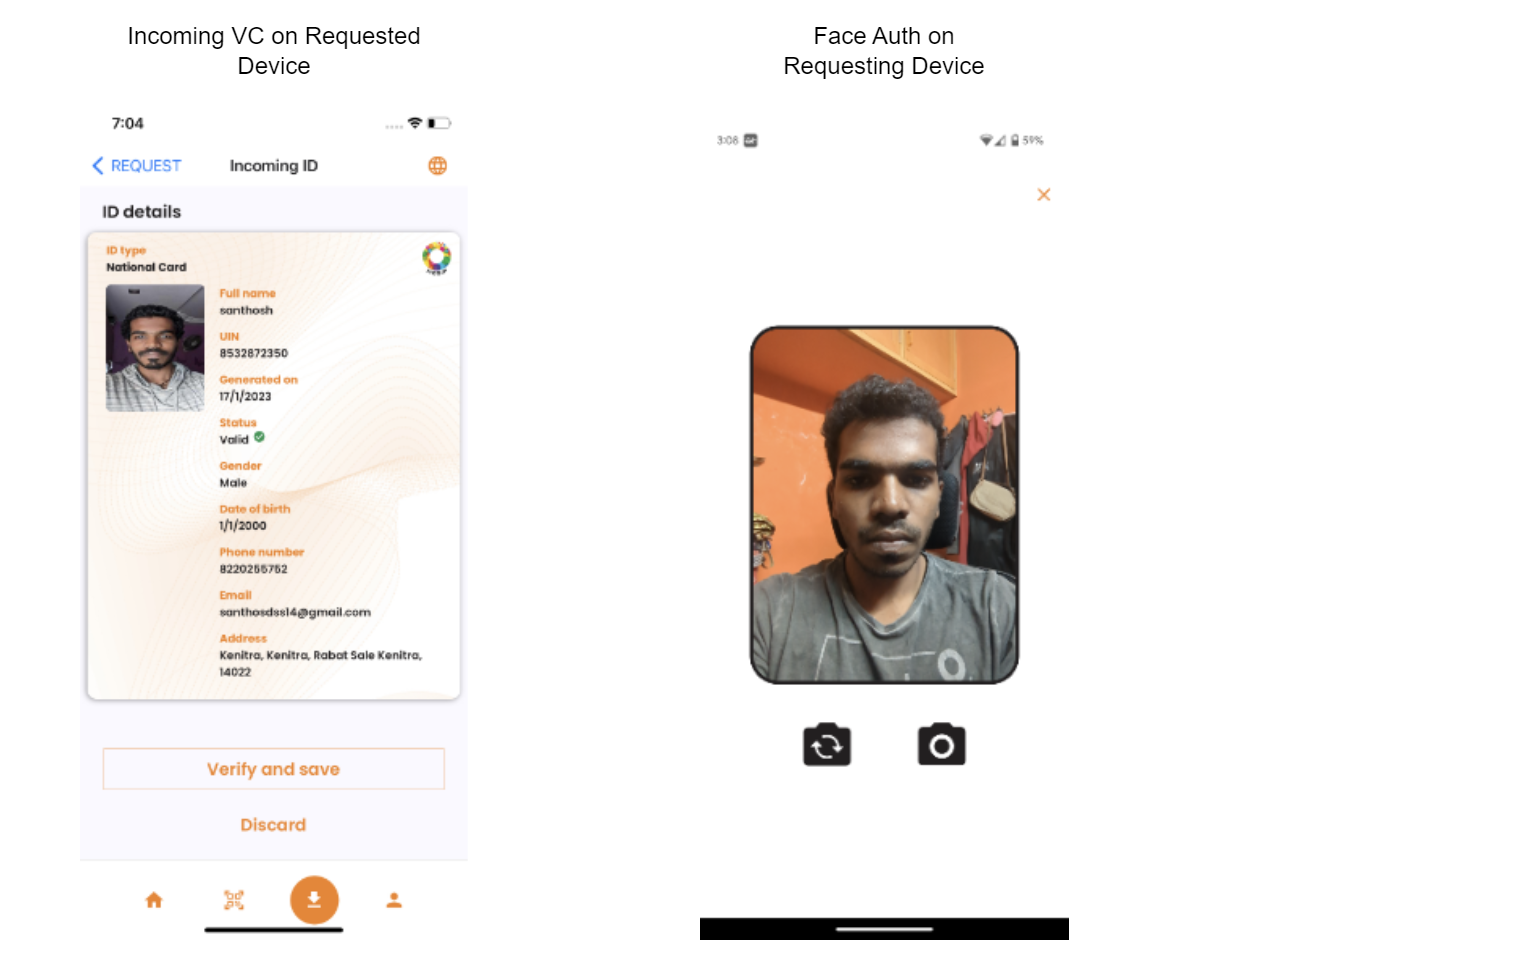 Incoming VC on Requested
Device
7:04
REQUEST
Incoming ID
ID details
ID type
National Card
Full name
santhosh
UIN
8532872350
Generated on
17/1/2023
Status
Valid
Gender
Male
Date of birth
1/1/2000
Phone number
8220255752
Email
santhosdss14@gmail.com
Address
Kenitra, Kenitra, Rabat Sale Kenitra,
14022
Verify and save
Discard
Face Auth on
Requesting Device
3:08
59%